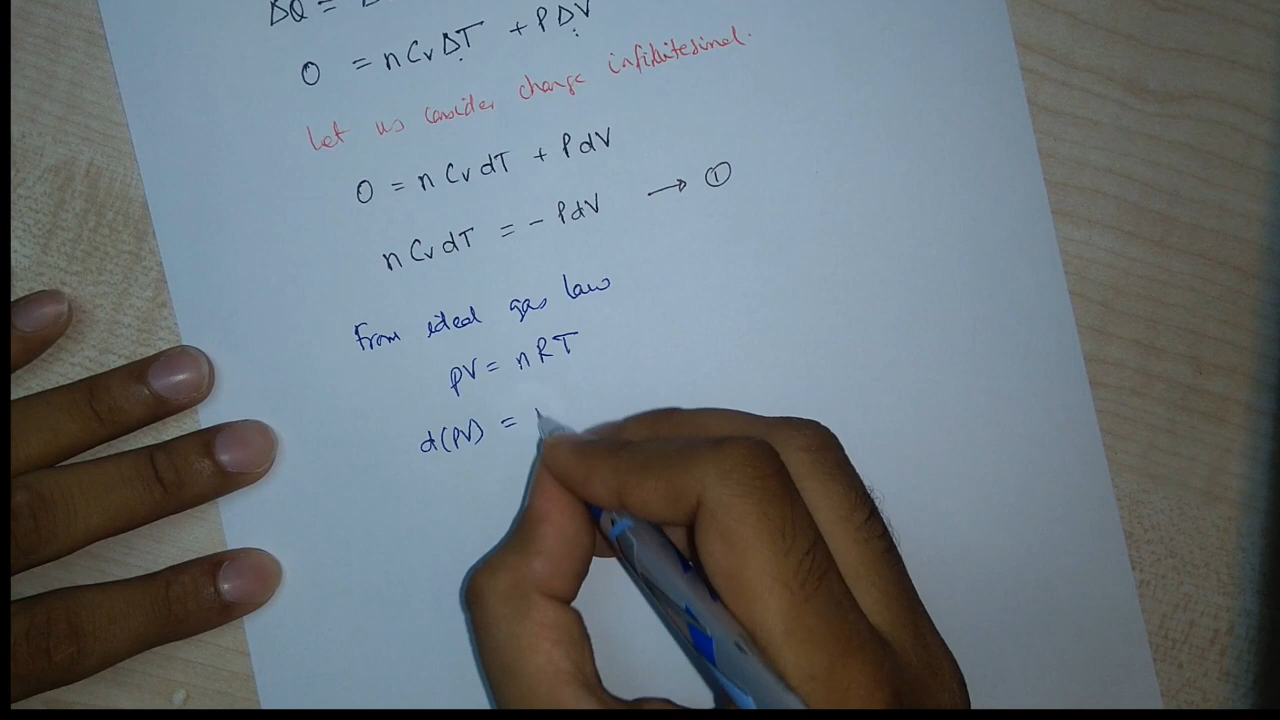 ΔQ = Δ
0 = nCvΔT + PΔV
Let us consider change infinitesimal.
0 = nCvdT + PdV
nCvdT = - PdV → ①
From ideal gas law
PV = nRT
d(PV) =